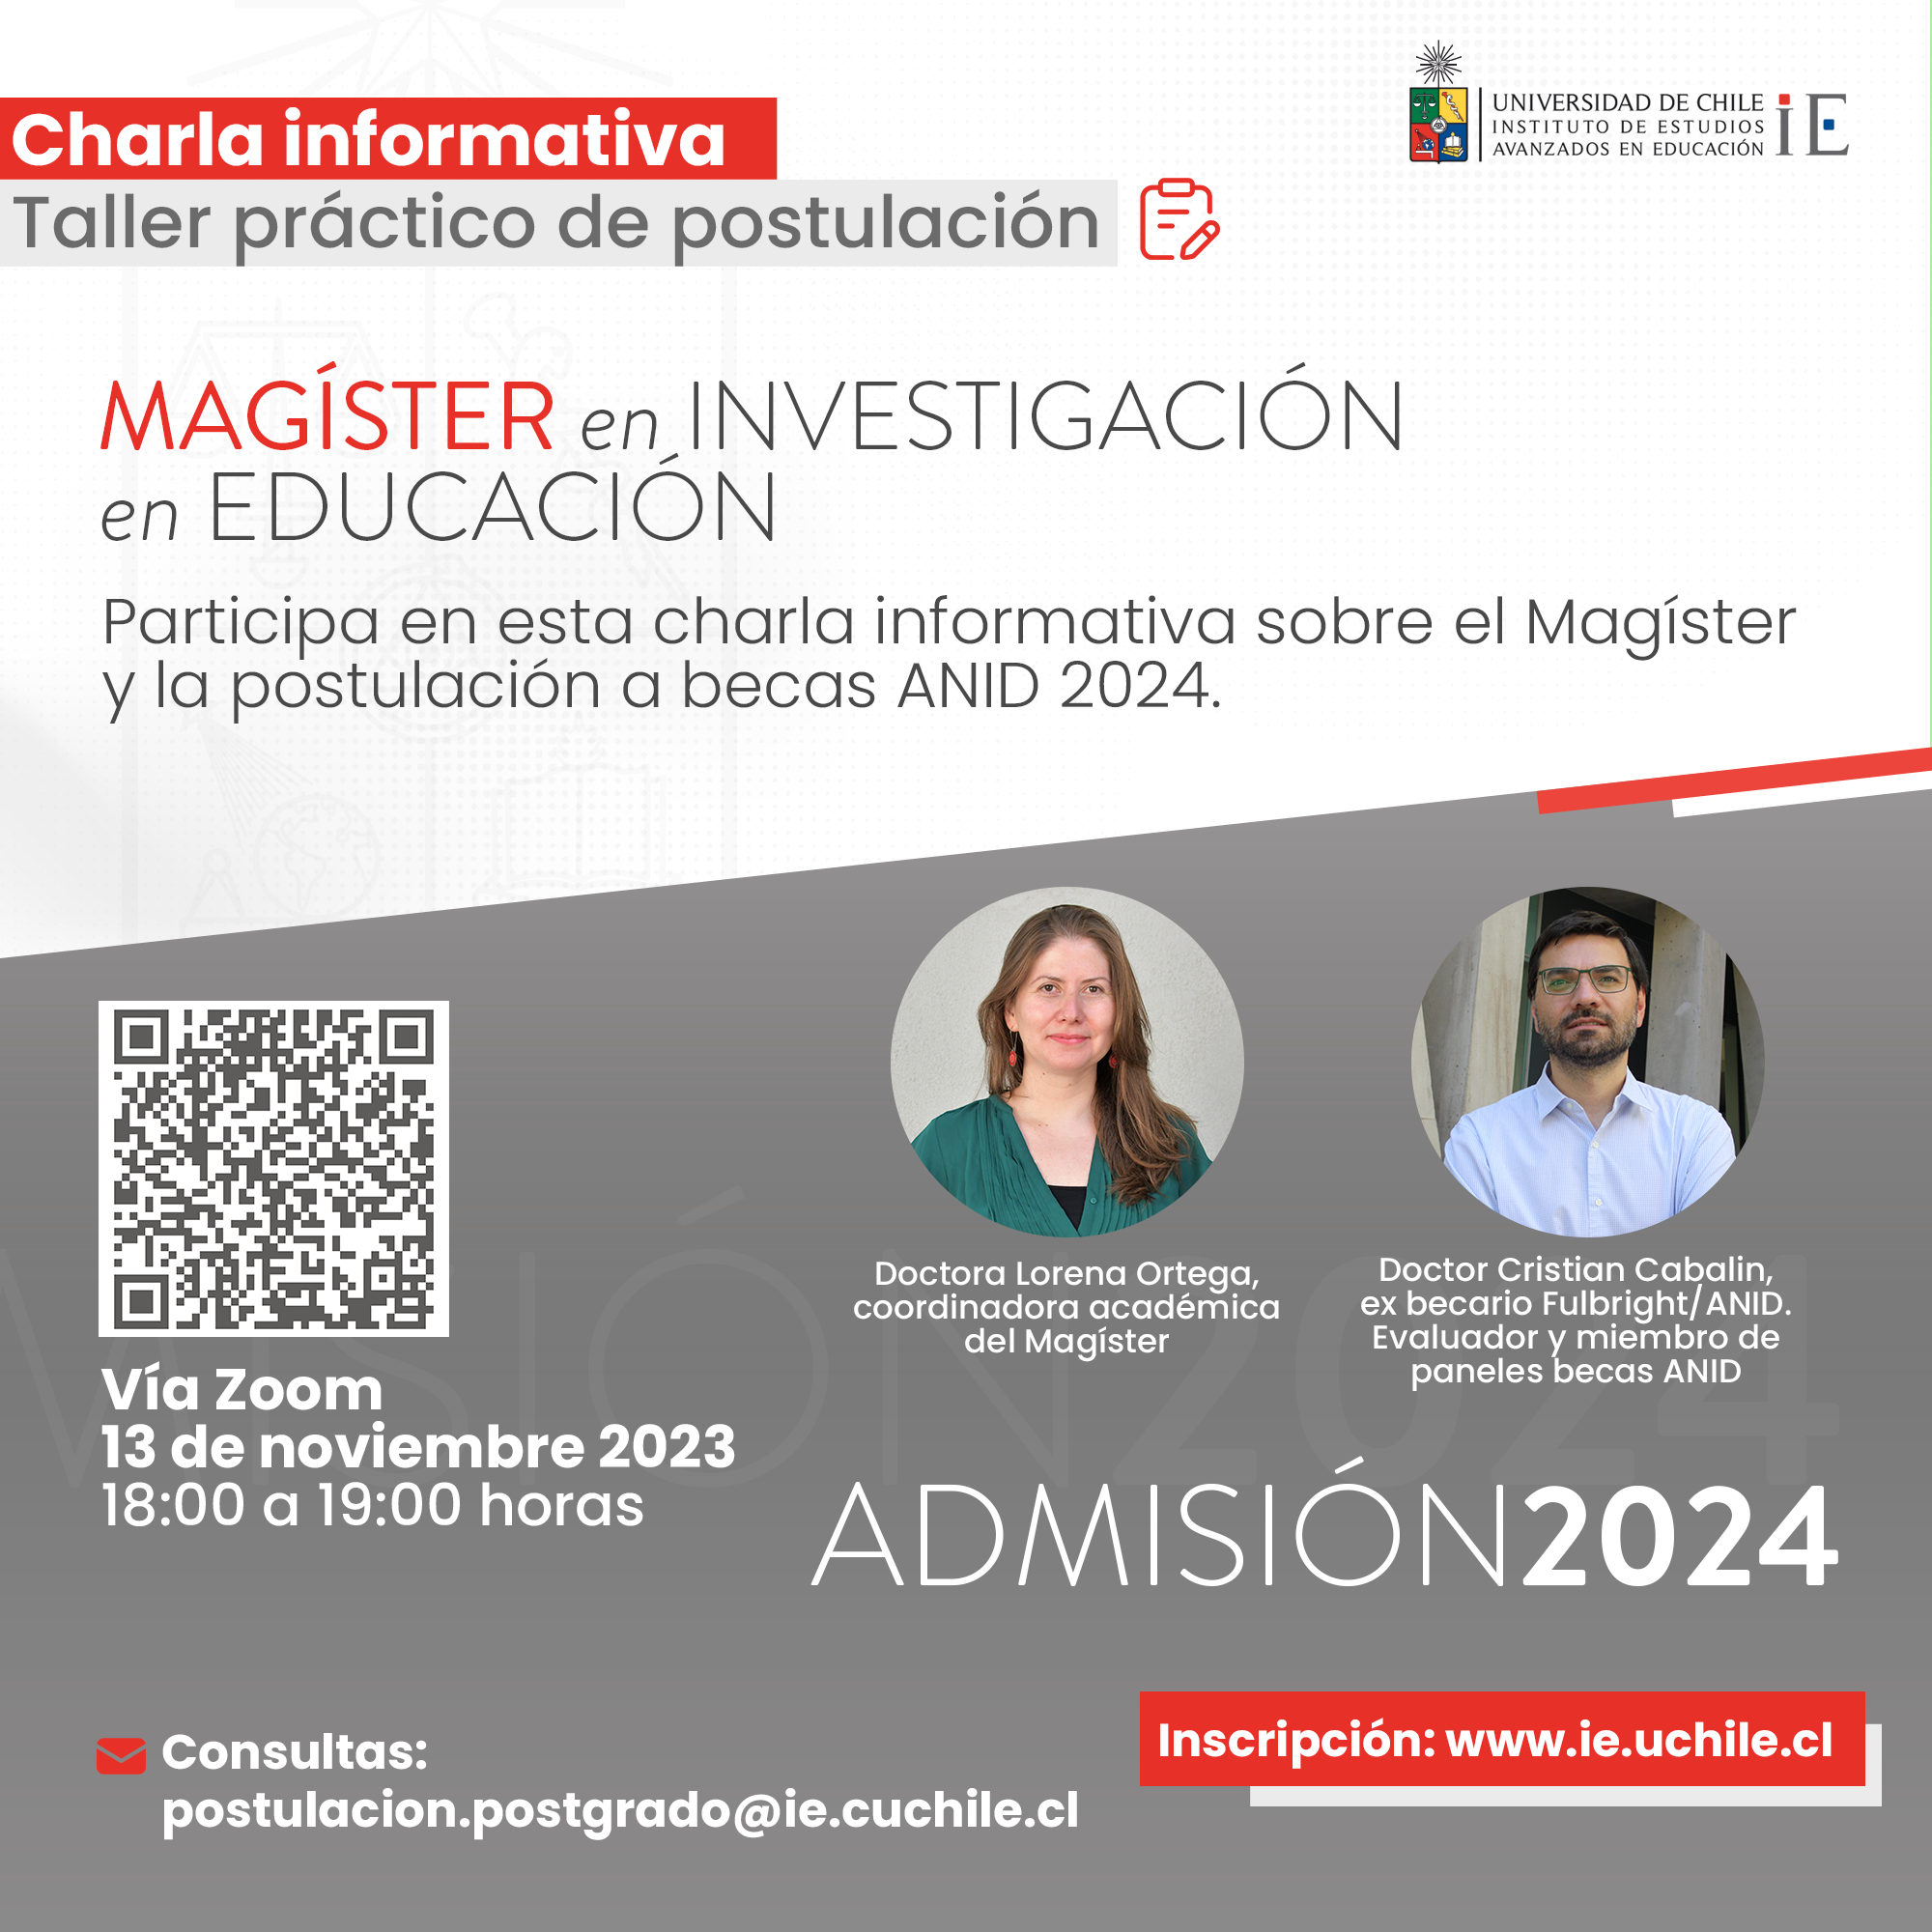 Charla informativa
Taller práctico de postulación
UNIVERSIDAD DE CHILE
INSTITUTO DE ESTUDIOS
AVANZADOS EN EDUCACIÓN
iE
MAGÍSTER en INVESTIGACIÓN
en EDUCACIÓN
Participa en esta charla informativa sobre el Magíster
y la postulación a becas ANID 2024.
Doctora Lorena Ortega,
coordinadora académica
del Magíster
Doctor Cristian Cabalin,
ex becario Fulbright/ANID.
Evaluador y miembro de
paneles becas ANID
Vía Zoom
13 de noviembre 2023
18:00 a 19:00 horas
MISIÓN2024
ADMISIÓN2024
Consultas:
postulacion.postgrado@ie.cuchile.cl
Inscripción: www.ie.uchile.cl